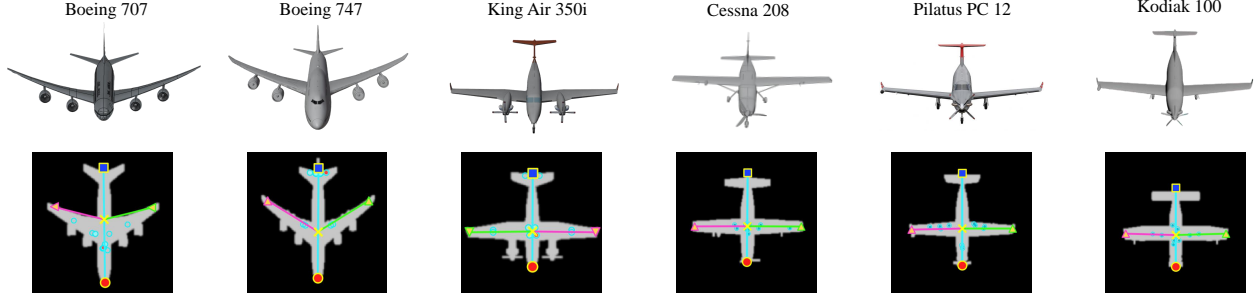 Boeing 707
Boeing 747
King Air 350i
Cessna 208
Pilatus PC 12
Kodiak 100